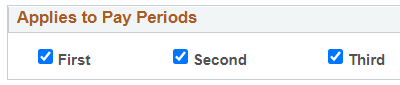 Applies to Pay Periods
First Second Third